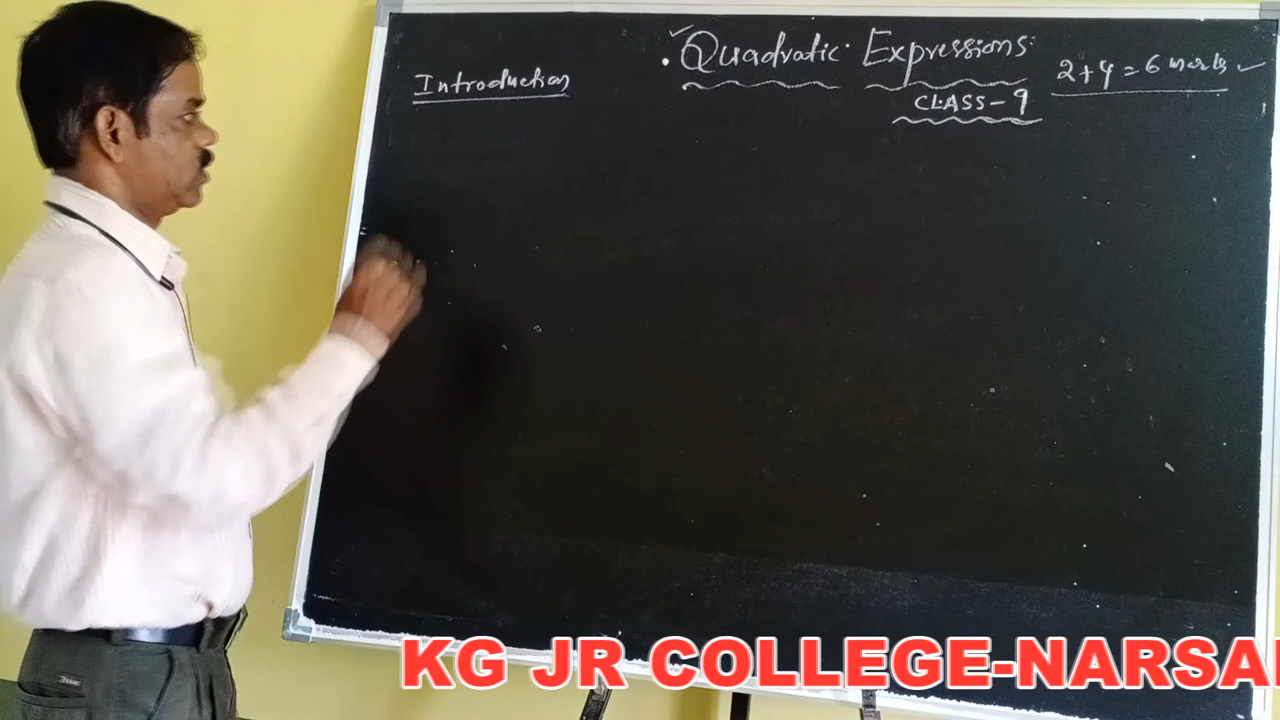 Quadratic Expressions:
Introduction
2+4=6 marks
CLASS-9
KG JR COLLEGE-NARSA